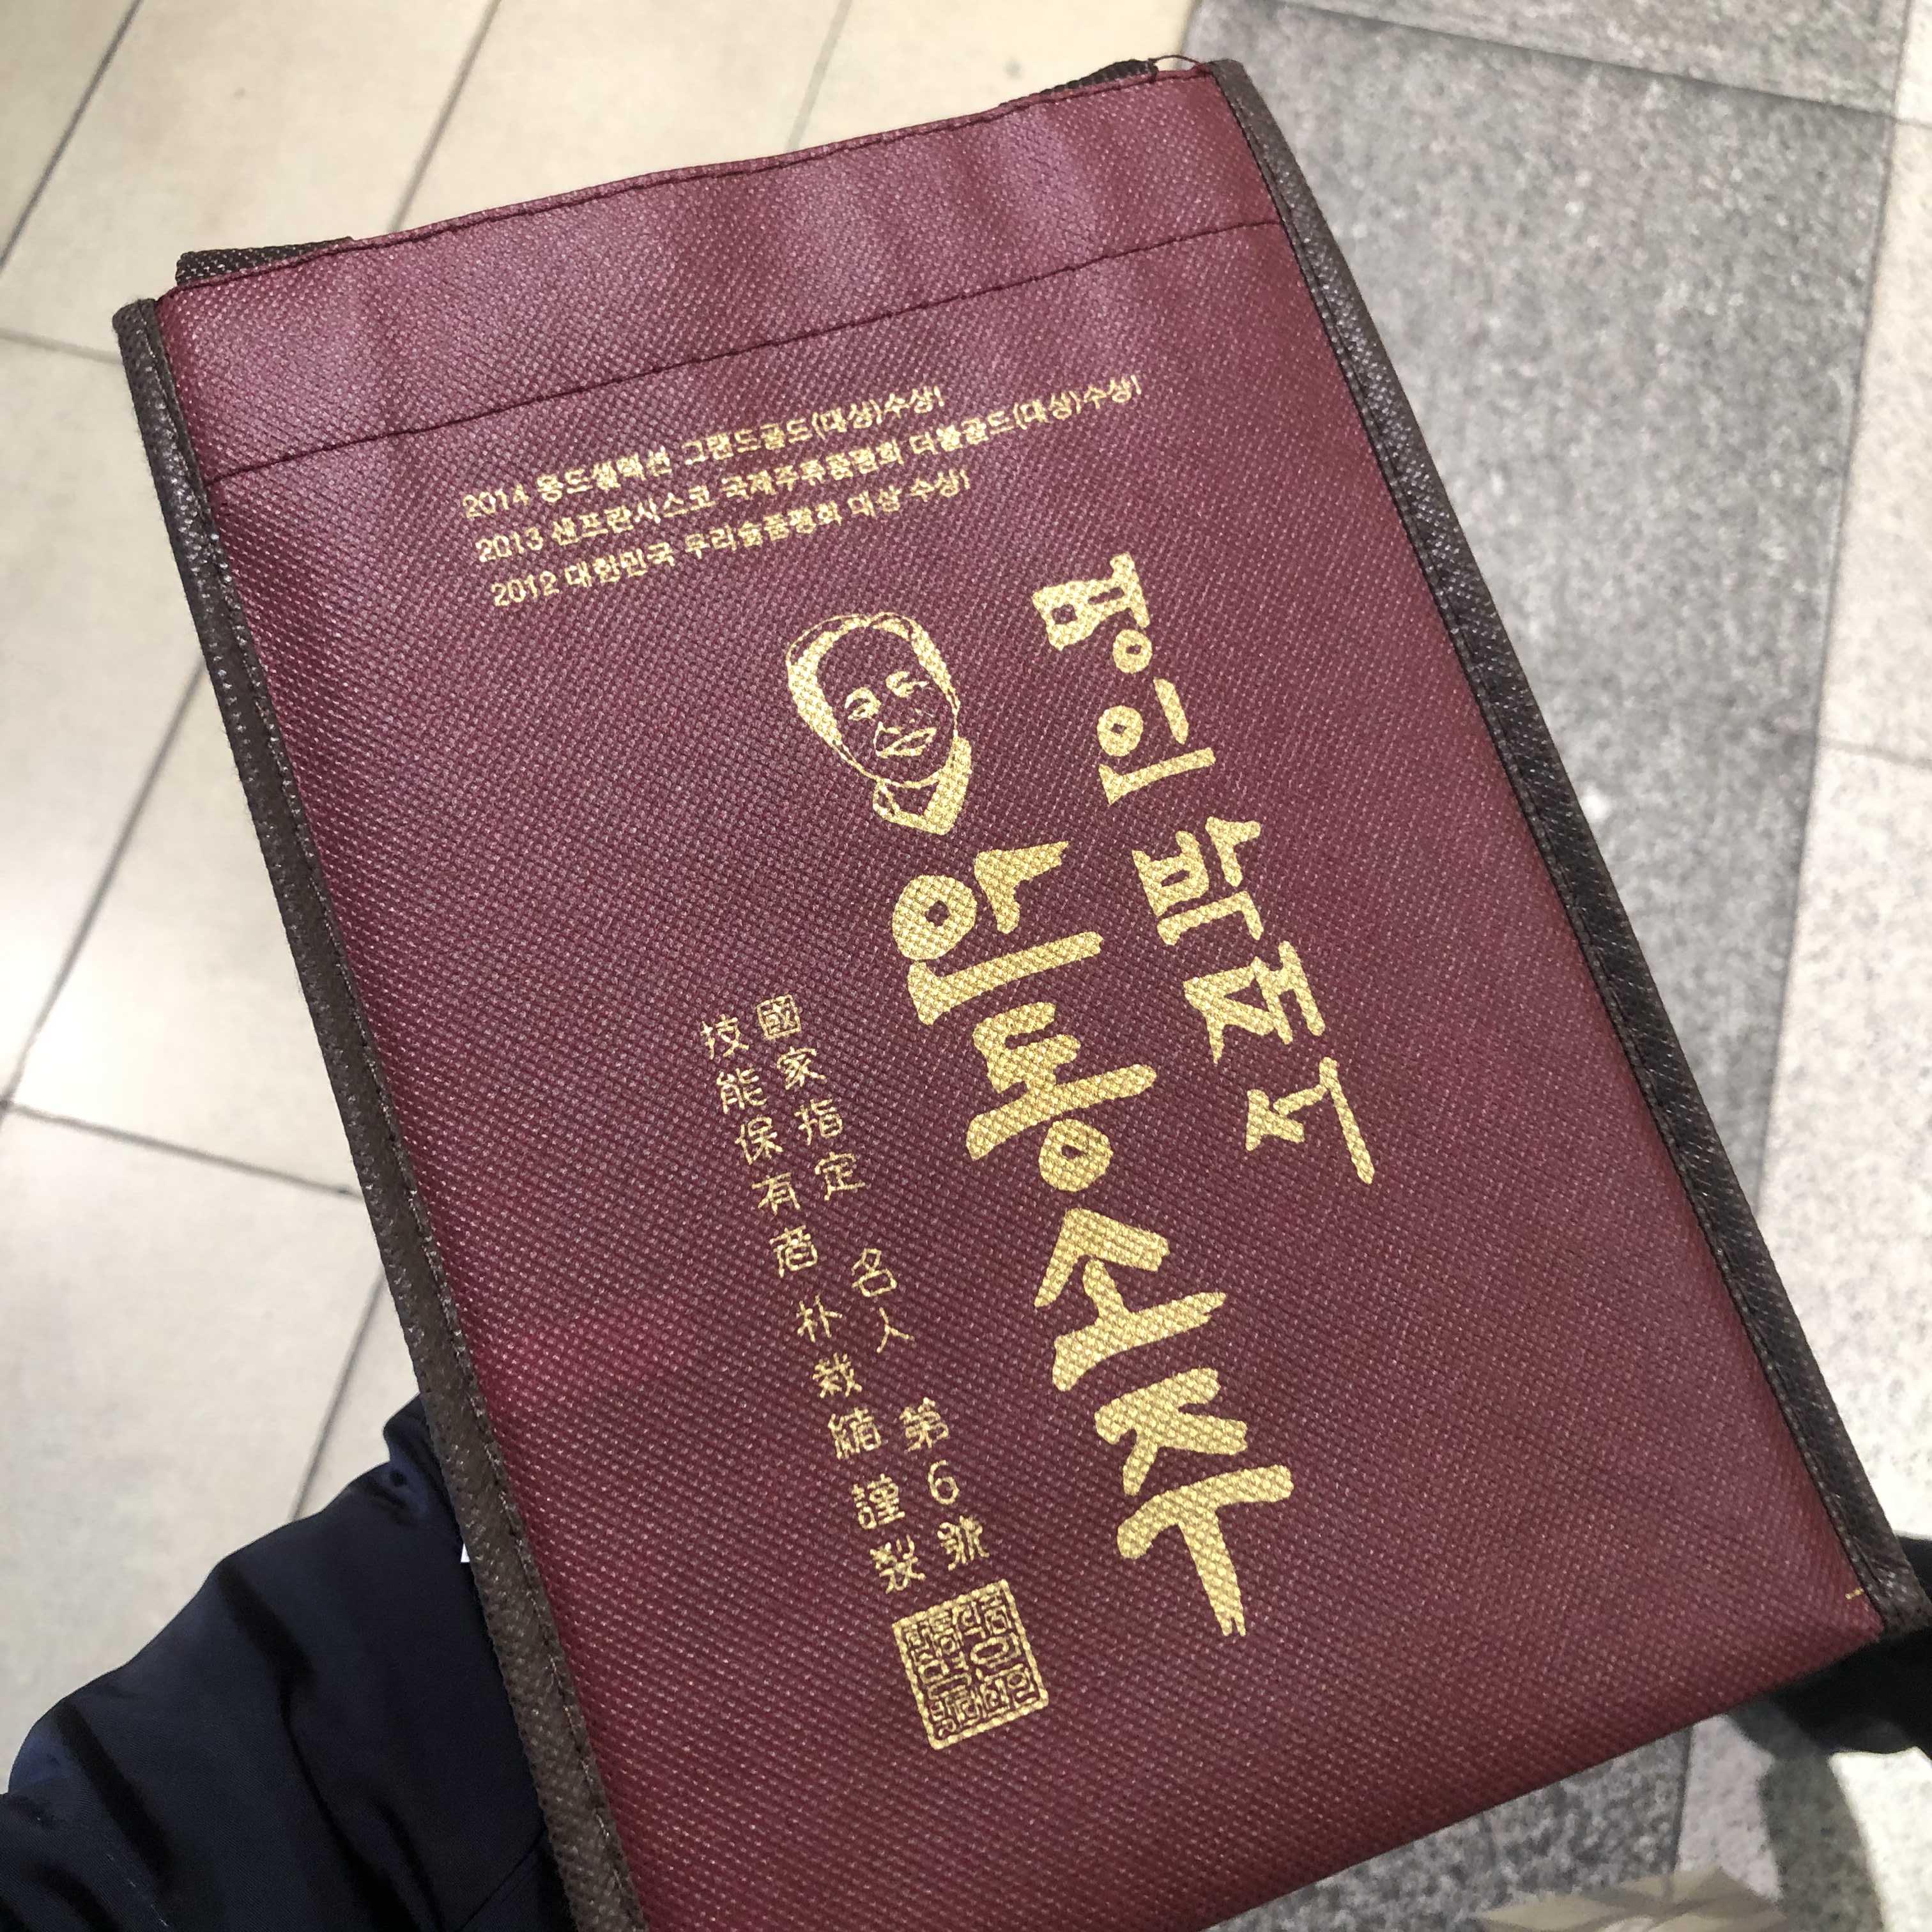 2014 몽드셀렉션 그랜드골드(대상)수상!
2013 샌프란시스코 국제주류품평회 더블골드(대상)수상!
2012 대한민국 우리술품평회 대상 수상!
명인 박재서
안동소주
國家指定 名人 第6號
技能保有者 朴栽緖 謹製